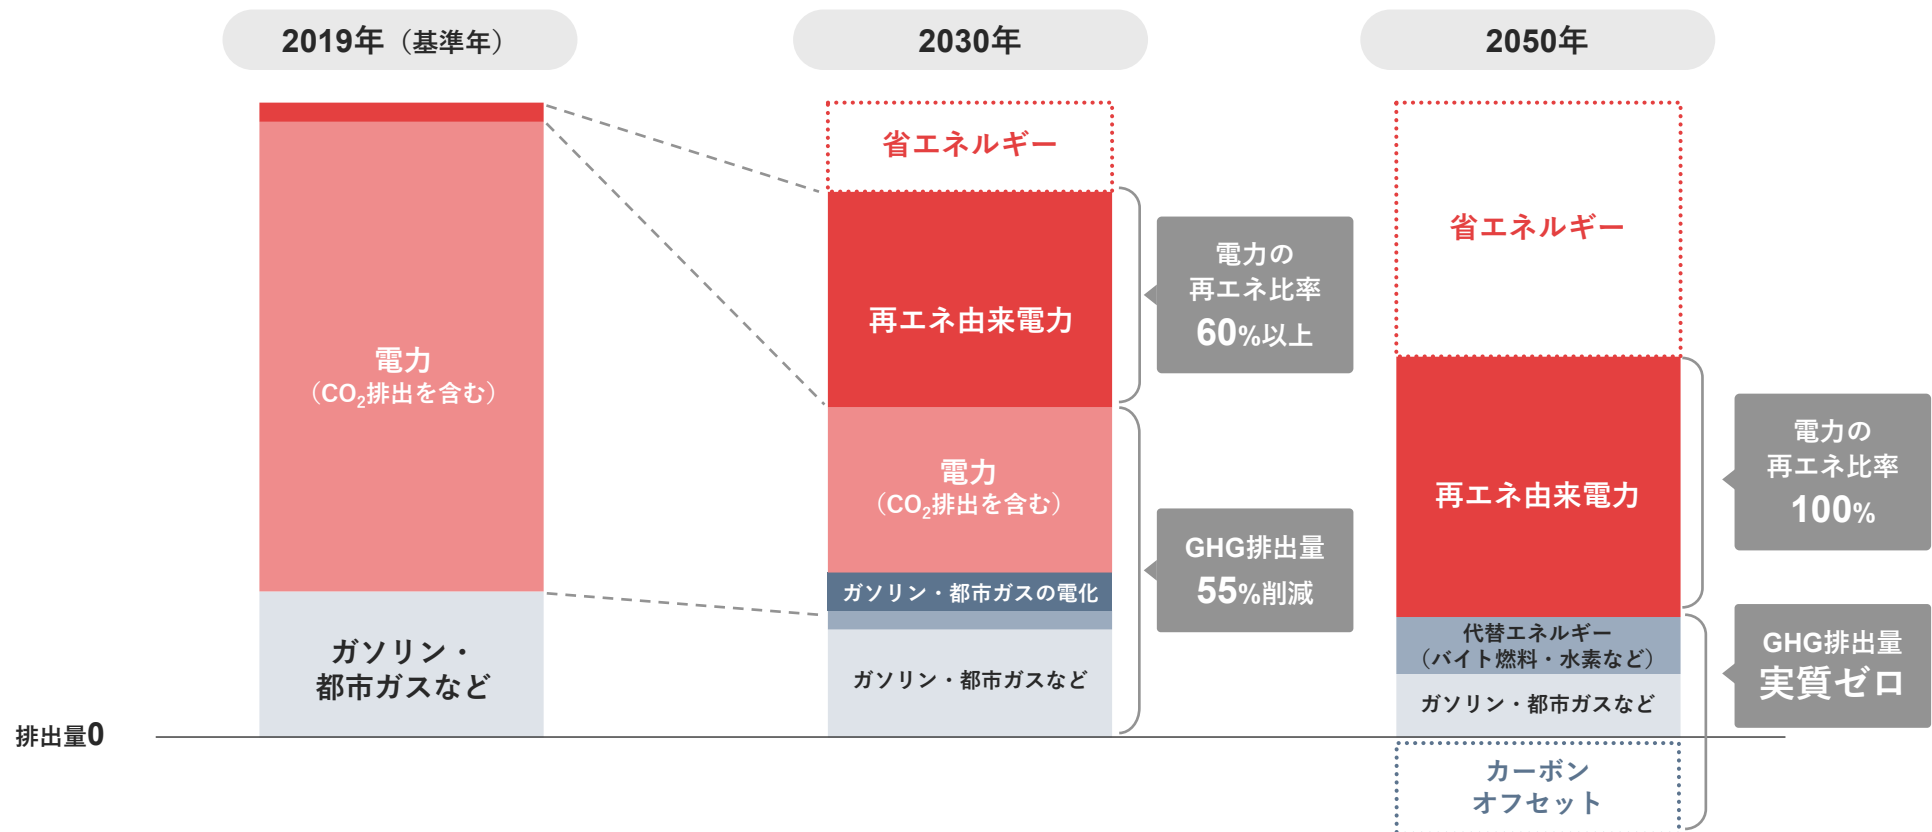 2019年（基準年）
電力
（CO₂排出を含む）
ガソリン・
都市ガスなど
排出量0
2030年
省エネルギー
再エネ由来電力
電力の
再エネ比率
60%以上
電力
（CO₂排出を含む）
ガソリン・都市ガスの電化
ガソリン・都市ガスなど
GHG排出量
55%削減
2050年
省エネルギー
再エネ由来電力
電力の
再エネ比率
100%
代替エネルギー
（バイト燃料・水素など）
ガソリン・都市ガスなど
GHG排出量
実質ゼロ
カーボン
オフセット